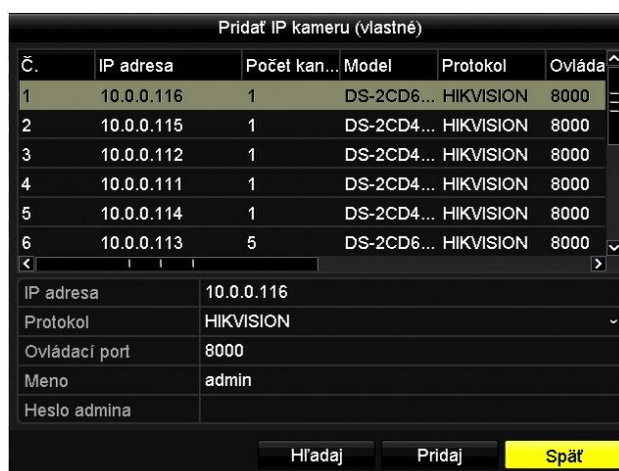 Pridať IP kameru (vlastné)
Č. IP adresa Počet kan... Model Protokol Ovláda
1 10.0.0.116 1 DS-2CD6... HIKVISION 8000
2 10.0.0.115 1 DS-2CD4... HIKVISION 8000
3 10.0.0.112 1 DS-2CD4... HIKVISION 8000
4 10.0.0.111 1 DS-2CD4... HIKVISION 8000
5 10.0.0.114 1 DS-2CD4... HIKVISION 8000
6 10.0.0.113 5 DS-2CD6... HIKVISION 8000
IP adresa 10.0.0.116
Protokol HIKVISION
Ovládací port 8000
Meno admin
Heslo admina
Hľadaj Pridaj Späť